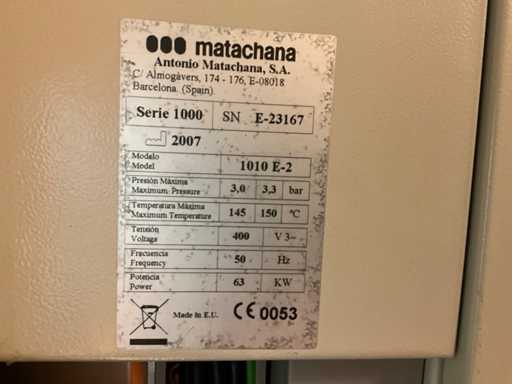 matachana
Antonio Matachana, S.A.
C/ Almogàvers, 174 - 176, E-08018
Barcelona. (Spain)
Serie 1000 SN E-23167
2007
Modelo
Model 1010 E-2
Presión Máxima
Maximum Pressure 3,0 3,3 bar
Temperatura Máxima
Maximum Temperature 145 150 ºC
Tensión
Voltage 400 V 3~
Frecuencia
Frequency 50 Hz
Potencia
Power 63 KW
Made in E.U. CE 0053